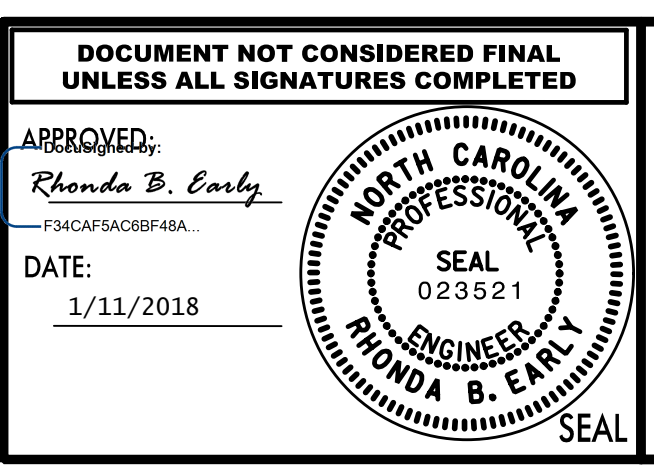 DOCUMENT NOT CONSIDERED FINAL
UNLESS ALL SIGNATURES COMPLETED
APPROVED:
DocuSigned by:
Rhonda B. Early
F34CAF5AC6BF48A...
DATE:
1/11/2018
NORTH CAROLINA
PROFESSIONAL
SEAL
023521
ENGINEER
RHONDA B. EARLY
SEAL